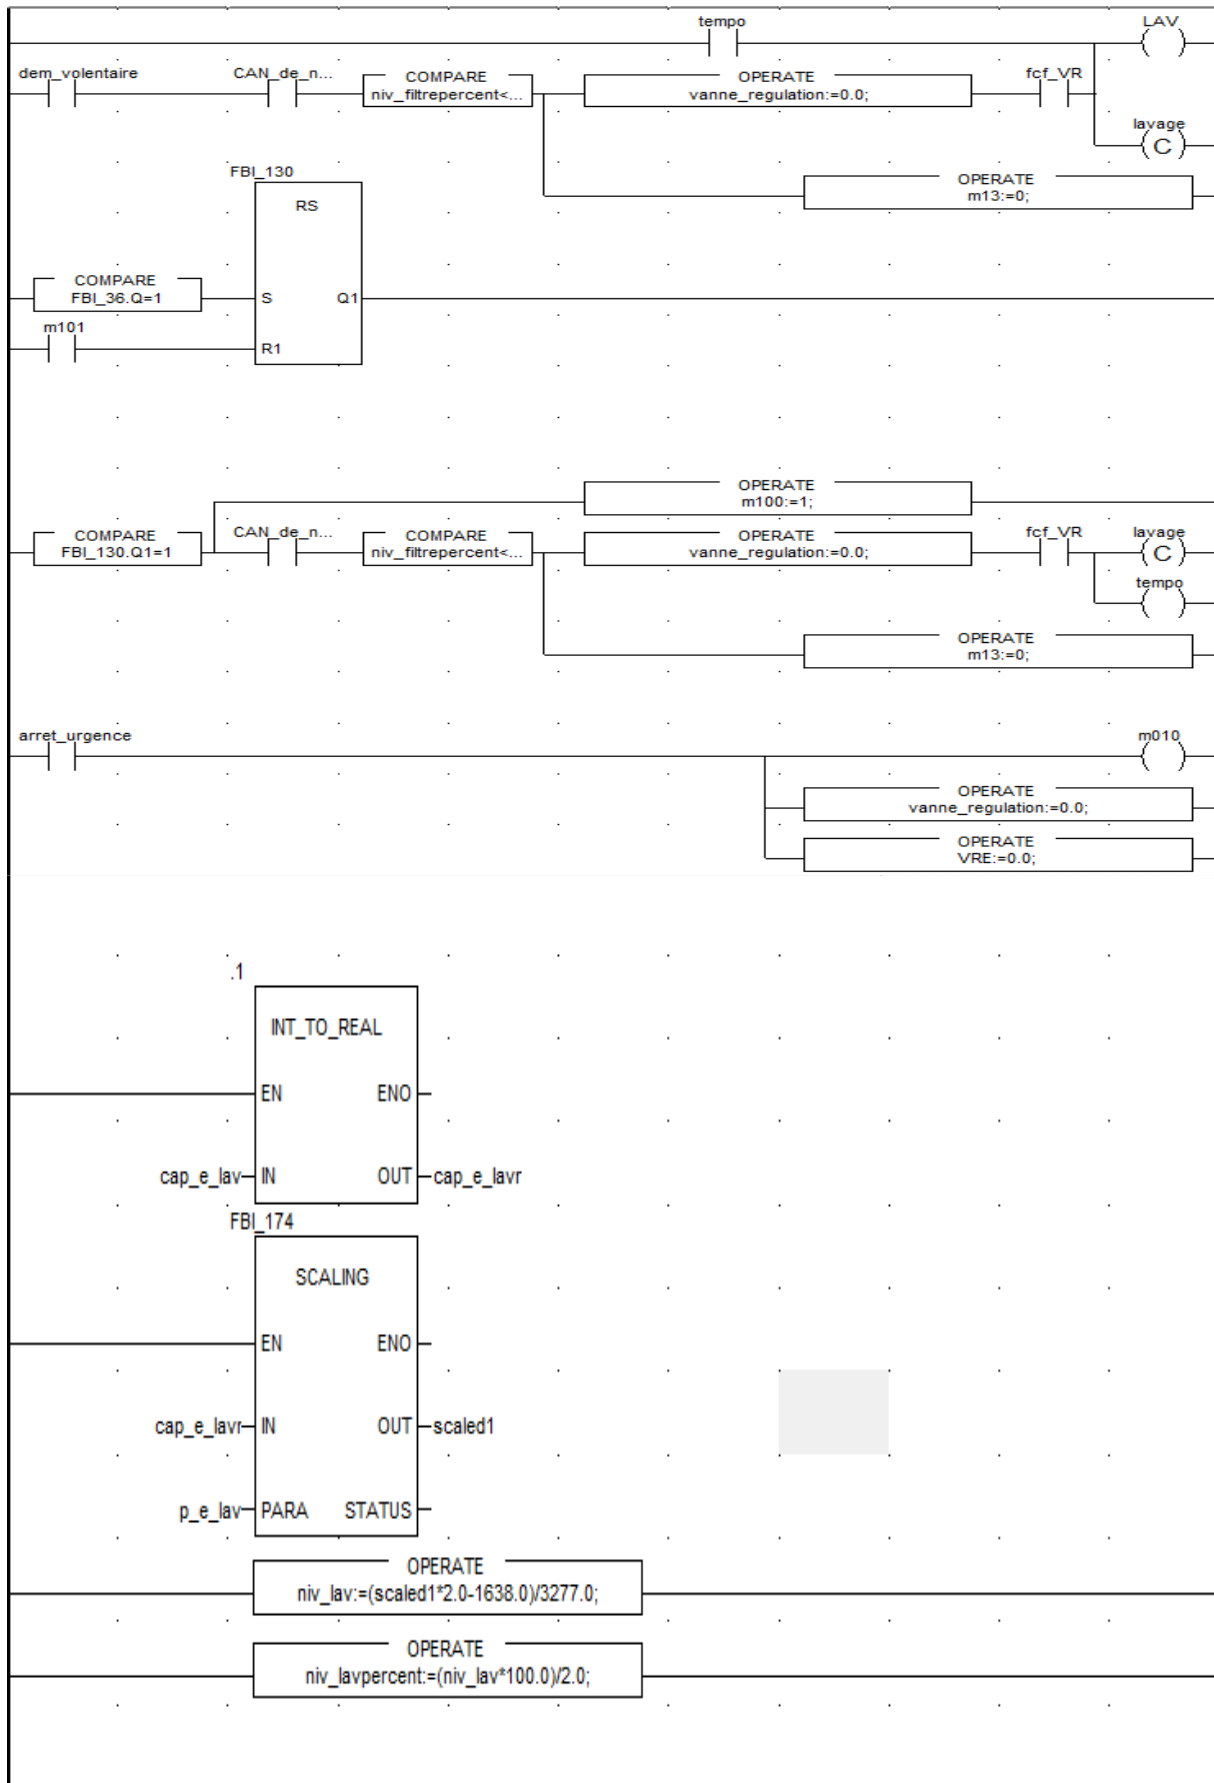 tempo
LAV
dem_volentaire
CAN_de_n...
COMPARE
niv_filtrepercent<...
OPERATE
vanne_regulation:=0.0;
fcf_VR
lavage
C
OPERATE
m13:=0;
FBI_130
RS
COMPARE
FBI_36.Q=1
S
Q1
m101
R1
OPERATE
m100:=1;
COMPARE
FBI_130.Q1=1
CAN_de_n...
COMPARE
niv_filtrepercent<...
OPERATE
vanne_regulation:=0.0;
fcf_VR
lavage
C
tempo
OPERATE
m13:=0;
arret_urgence
m010
OPERATE
vanne_regulation:=0.0;
OPERATE
VRE:=0.0;
.1
INT_TO_REAL
EN
ENO
cap_e_lav
IN
OUT
cap_e_lavr
FBI_174
SCALING
EN
ENO
cap_e_lavr
IN
OUT
scaled1
p_e_lav
PARA
STATUS
OPERATE
niv_lav:=(scaled1*2.0-1638.0)/3277.0;
OPERATE
niv_lavpercent:=(niv_lav*100.0)/2.0;